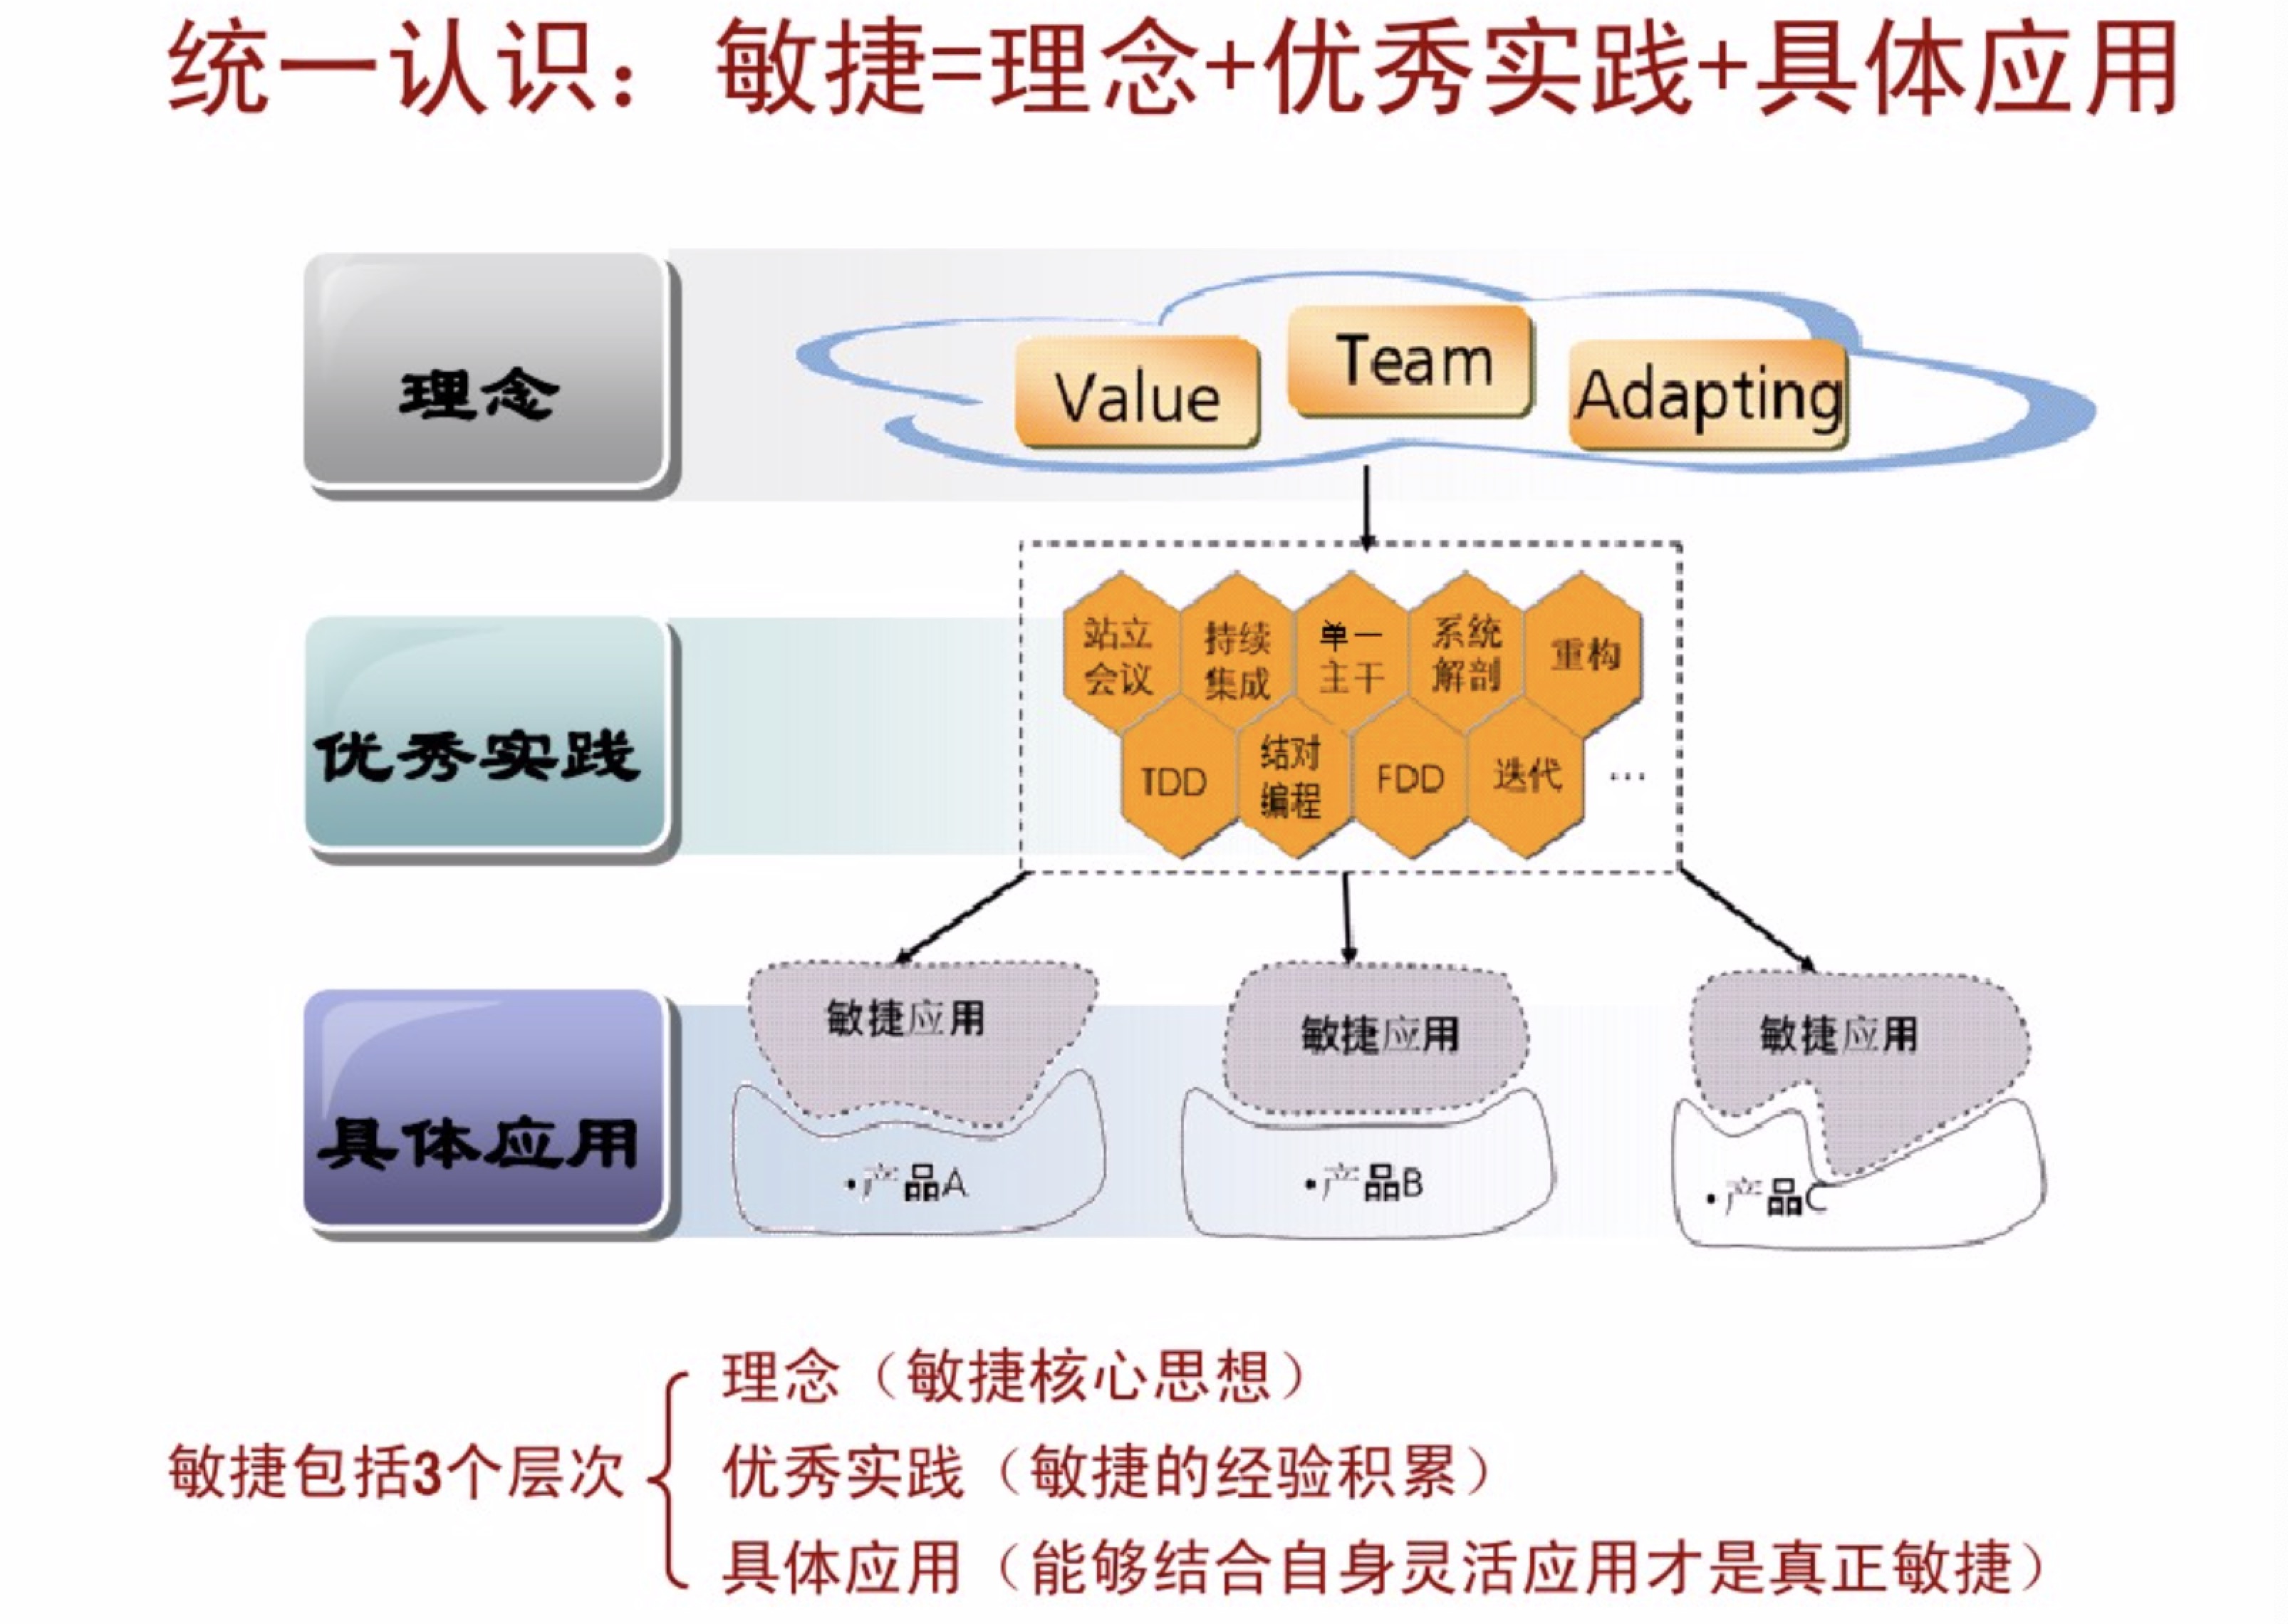 统一认识：敏捷=理念+优秀实践+具体应用
理念
Value
Team
Adapting
优秀实践
站立
会议
持续
集成
单一
主干
系统
解剖
重构
TDD
结对
编程
FDD
迭代
...
具体应用
敏捷应用
敏捷应用
敏捷应用
•产品A
•产品B
•产品C
敏捷包括3个层次
理念（敏捷核心思想）
优秀实践（敏捷的经验积累）
具体应用（能够结合自身灵活应用才是真正敏捷）